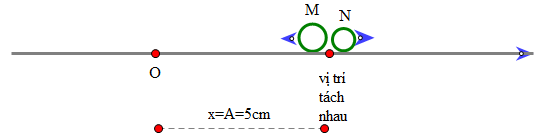 M N
O
vị trí
tách
nhau
x=A=5cm